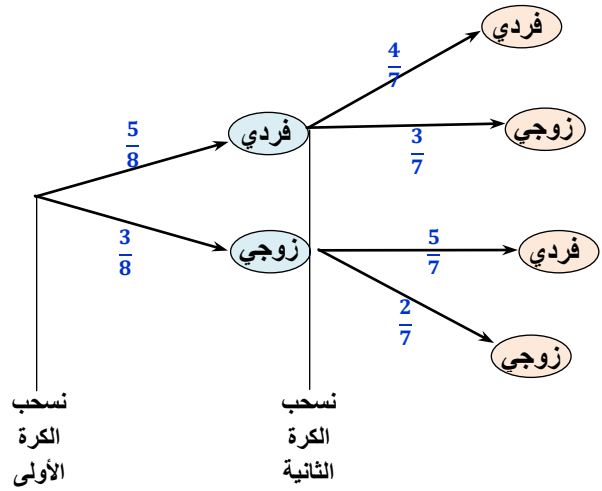 فردي
4/7
زوجي
3/7
5/8
فردي
3/8
زوجي
5/7
فردي
2/7
زوجي
نسحب
الكرة
الأولى
نسحب
الكرة
الثانية